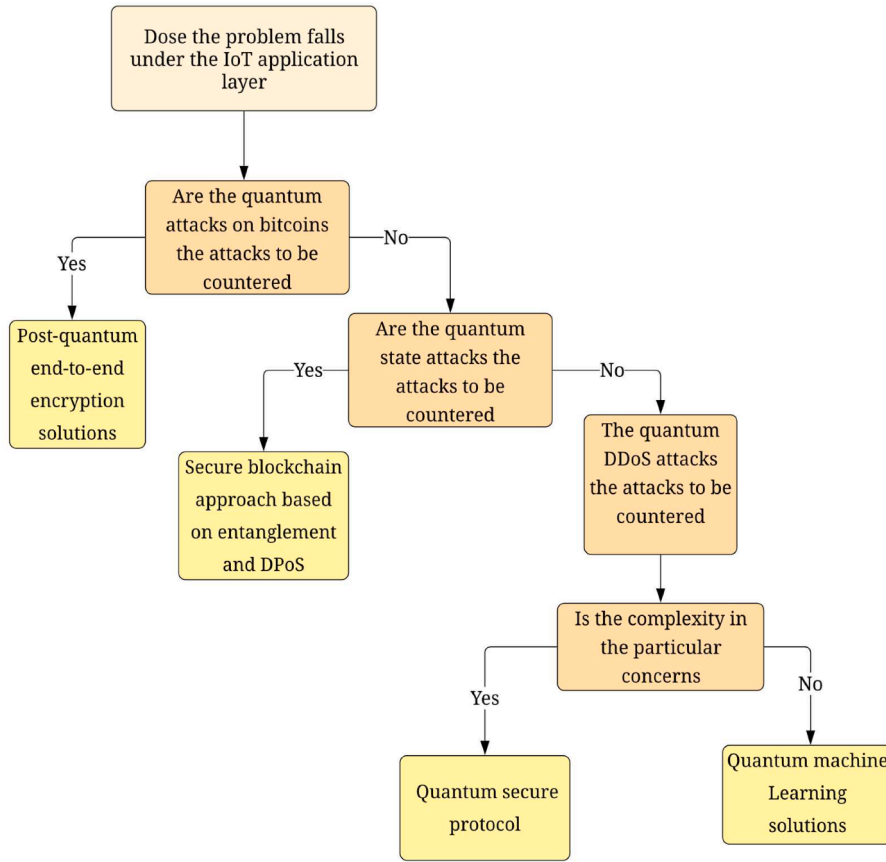 Dose the problem falls
under the IoT application
layer
Are the quantum
attacks on bitcoins
the attacks to be
countered
Yes
No
Post-quantum
end-to-end
encryption
solutions
Are the quantum
state attacks the
attacks to be
countered
Yes
No
Secure blockchain
approach based
on entanglement
and DPoS
The quantum
DDoS attacks
the attacks to be
countered
Is the complexity in
the particular
concerns
Yes
No
Quantum secure
protocol
Quantum machine
Learning
solutions